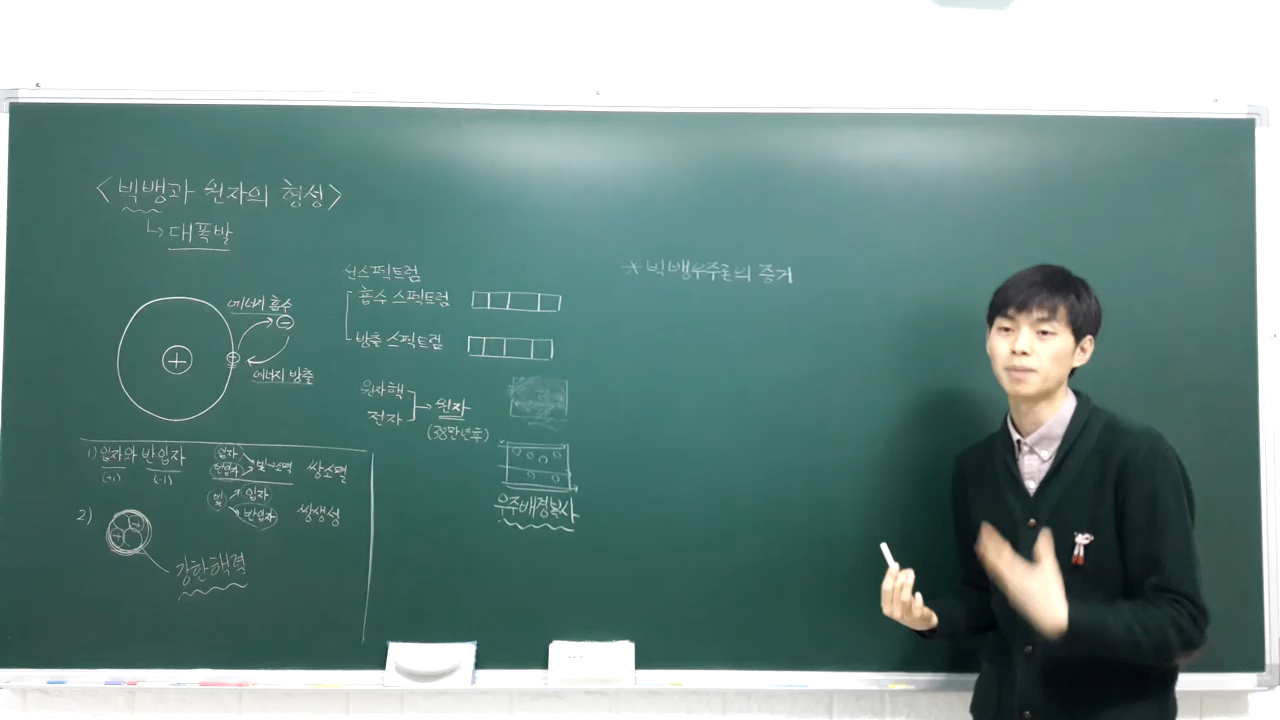 <빅뱅과 원자의 형성>
↳ 대폭발
에너지 흡수
⊖
⊕
⊖
에너지 방출
선스펙트럼
흡수 스펙트럼
방출 스펙트럼
원자핵
전자
→ 원자
(38만년후)
우주배경복사
1) 입자와 반입자
(+1) (-1)
입자
반입자
빛→소멸 쌍소멸
빛
입자
반입자
쌍생성
2)
+
+
강한핵력
* 빅뱅우주론의 증거